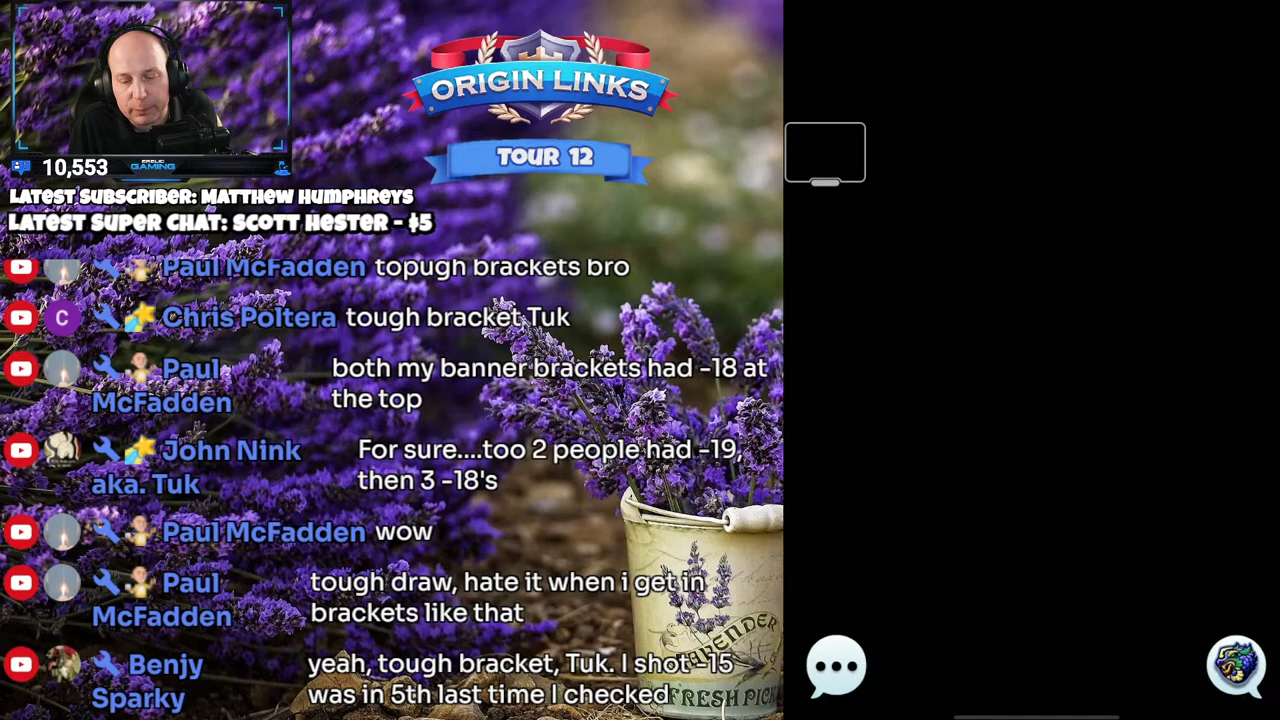 ORIGIN LINKS
TOUR 12
10,553
ERELIC
GAMING
Latest Subscriber: Matthew Humphreys
Latest Super Chat: Scott Hester - $5
Paul McFadden topugh brackets bro
C Chris Poltera tough bracket Tuk
Paul McFadden both my banner brackets had -18 at
the top
John Nink aka. Tuk For sure....too 2 people had -19,
then 3 -18's
Paul McFadden wow
Paul McFadden tough draw, hate it when i get in
brackets like that
Benjy Sparky yeah, tough bracket, Tuk. I shot -15
was in 5th last time I checked
LAVENDER
FRESH PICK